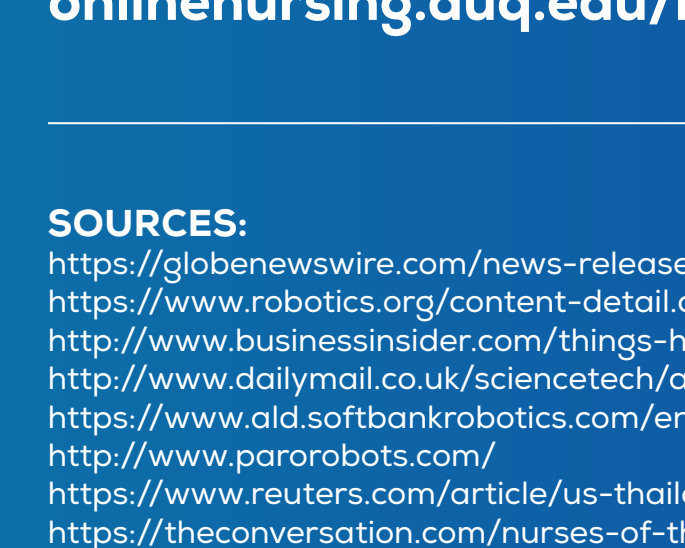 onlinenursing.duq.edu/
SOURCES:
https://globenewswire.com/news-release
https://www.robotics.org/content-detail.
http://www.businessinsider.com/things-h
http://www.dailymail.co.uk/sciencetech/a
https://www.ald.softbankrobotics.com/en
http://www.parorobots.com/
https://www.reuters.com/article/us-thail
https://theconversation.com/nurses-of-th